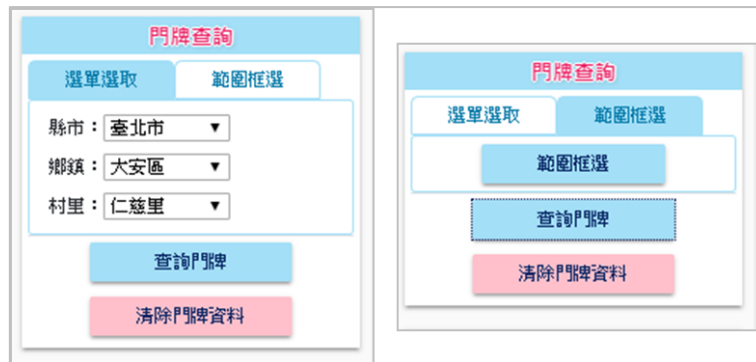 門牌查詢
選單選取 範圍框選
縣市：臺北市
鄉鎮：大安區
村里：仁慈里
查詢門牌
清除門牌資料
門牌查詢
選單選取 範圍框選
範圍框選
查詢門牌
清除門牌資料